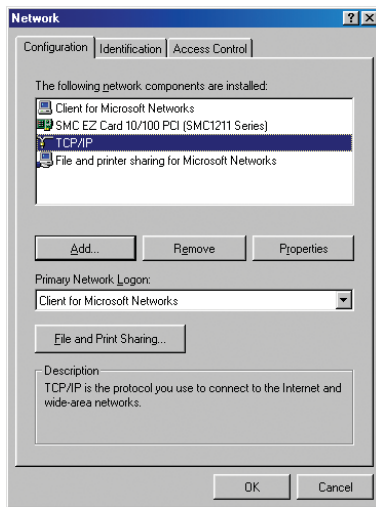 Network
Configuration Identification Access Control
The following network components are installed:
Client for Microsoft Networks
SMC EZ Card 10/100 PCI (SMC1211 Series)
TCP/IP
File and printer sharing for Microsoft Networks
Add... Remove Properties
Primary Network Logon:
Client for Microsoft Networks
File and Print Sharing...
Description
TCP/IP is the protocol you use to connect to the Internet and
wide-area networks.
OK Cancel